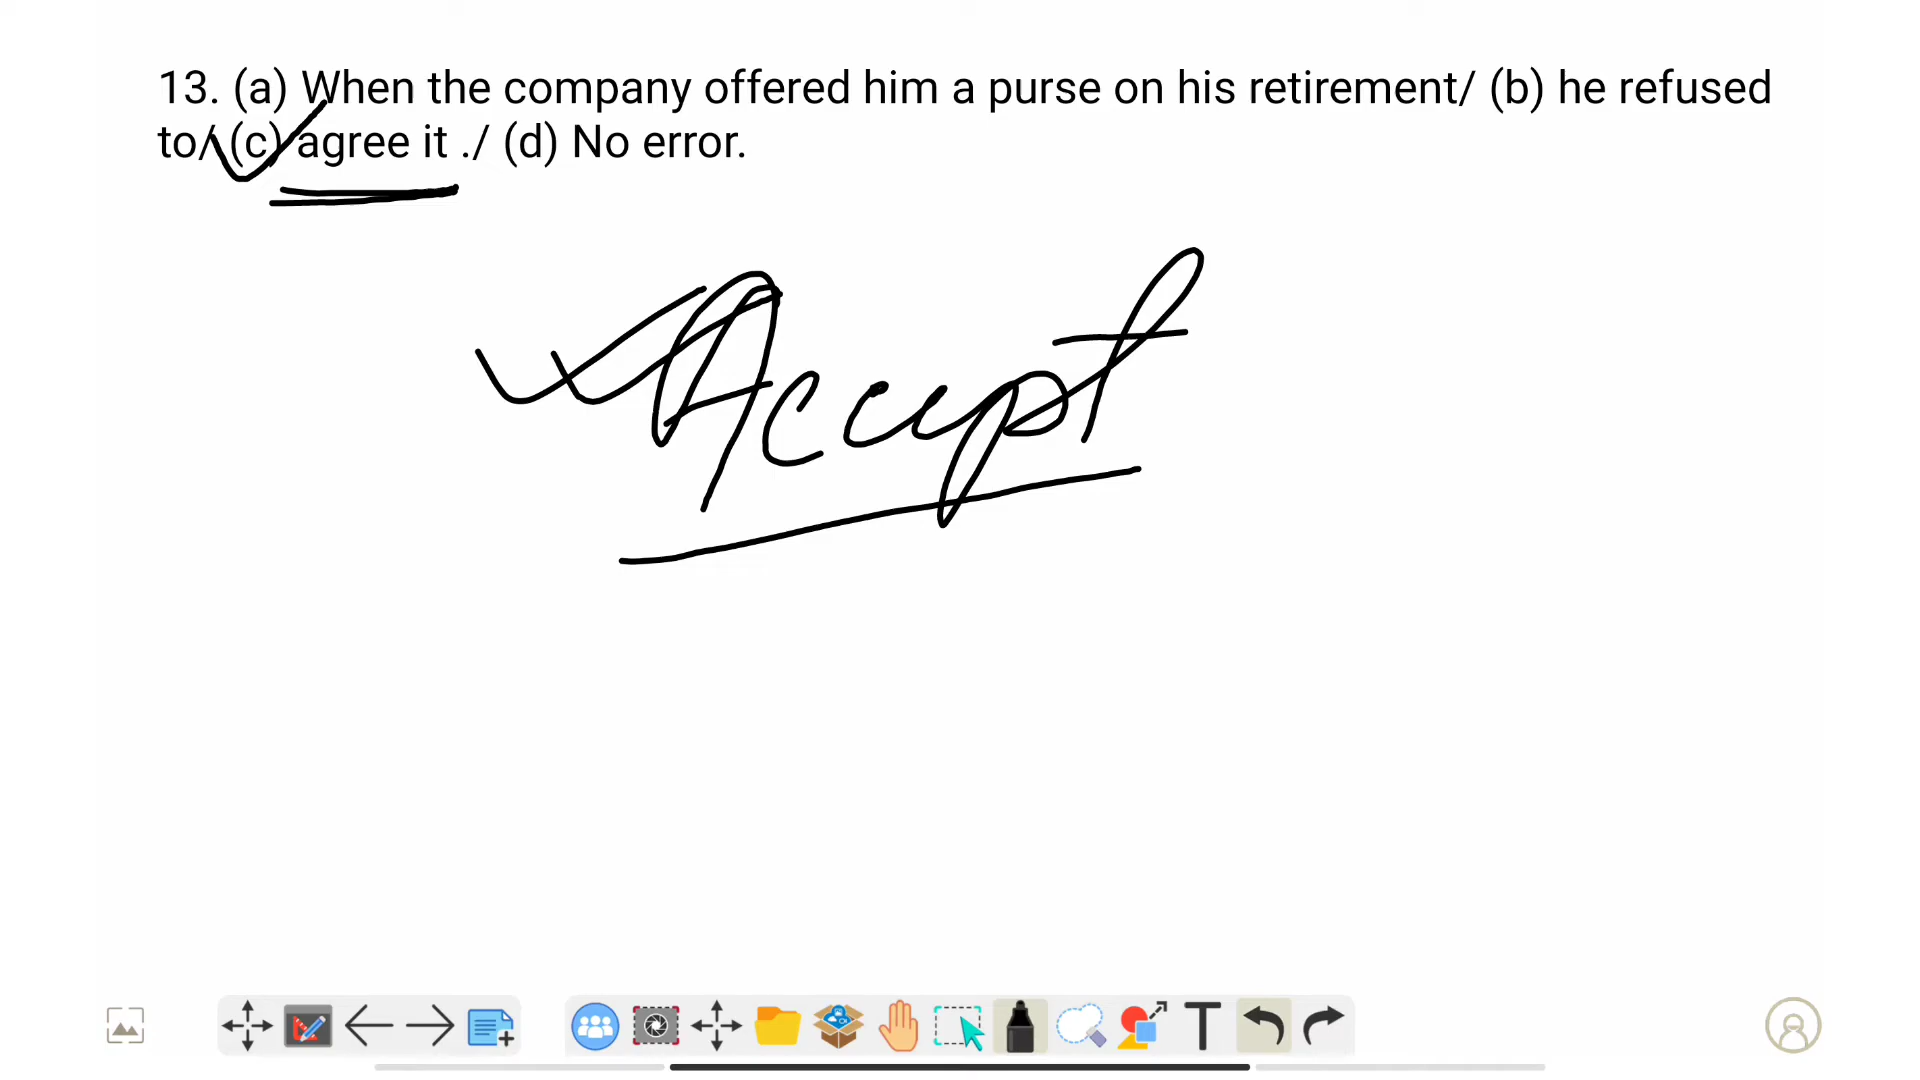 13. (a) When the company offered him a purse on his retirement/ (b) he refused
to/ (c) agree it ./ (d) No error.
Accept